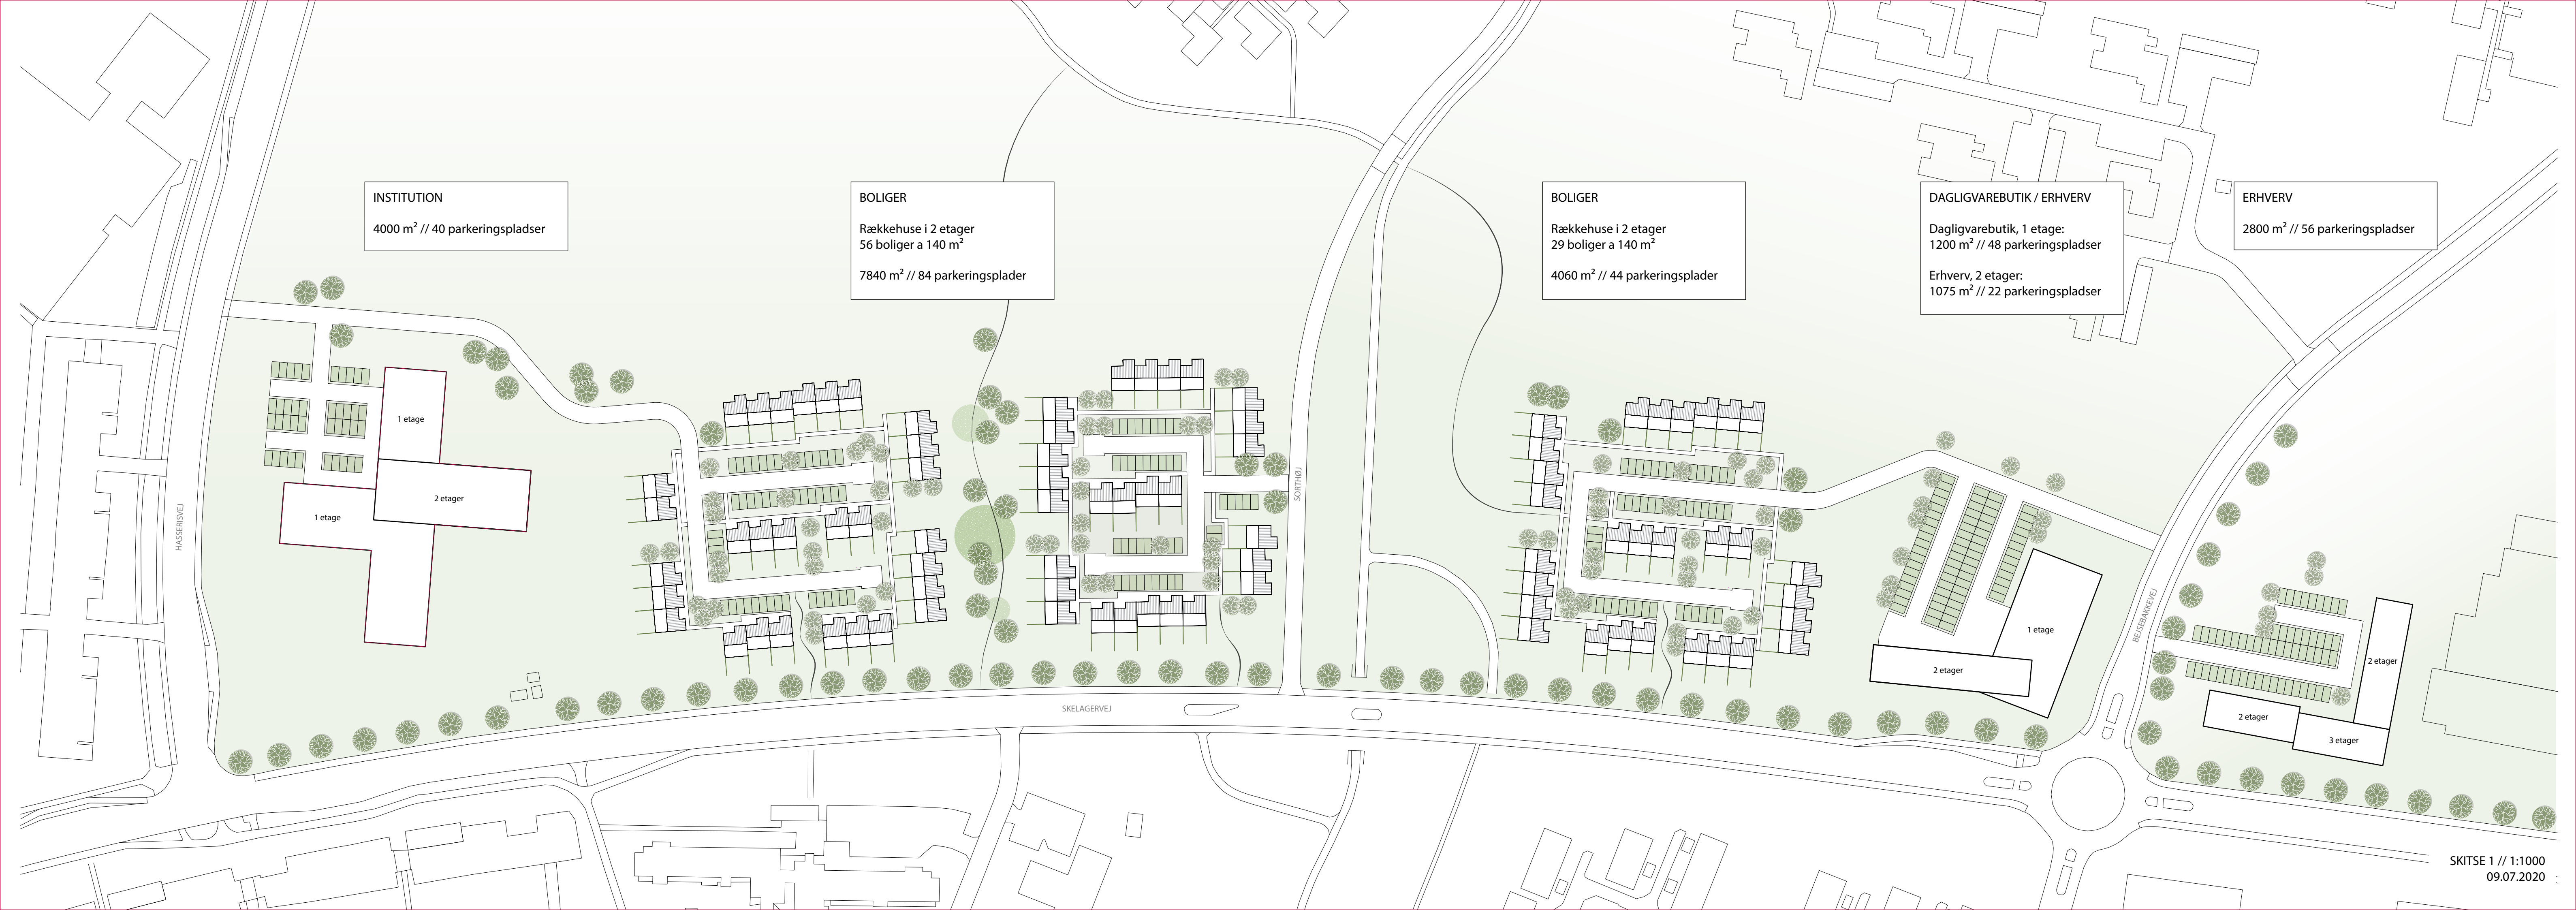 INSTITUTION
4000 m² // 40 parkeringspladser
BOLIGER
Rækkehuse i 2 etager
56 boliger a 140 m²
7840 m² // 84 parkeringsplader
BOLIGER
Rækkehuse i 2 etager
29 boliger a 140 m²
4060 m² // 44 parkeringsplader
DAGLIGVAREBUTIK / ERHVERV
Dagligvarebutik, 1 etage:
1200 m² // 48 parkeringspladser
Erhverv, 2 etager:
1075 m² // 22 parkeringspladser
ERHVERV
2800 m² // 56 parkeringspladser
1 etage
2 etager
1 etage
HASSERISVEJ
SORTHØJ
SKELAGERVEJ
1 etage
2 etager
BEJSEBAKKEVEJ
2 etager
2 etager
3 etager
SKITSE 1 // 1:1000
09.07.2020